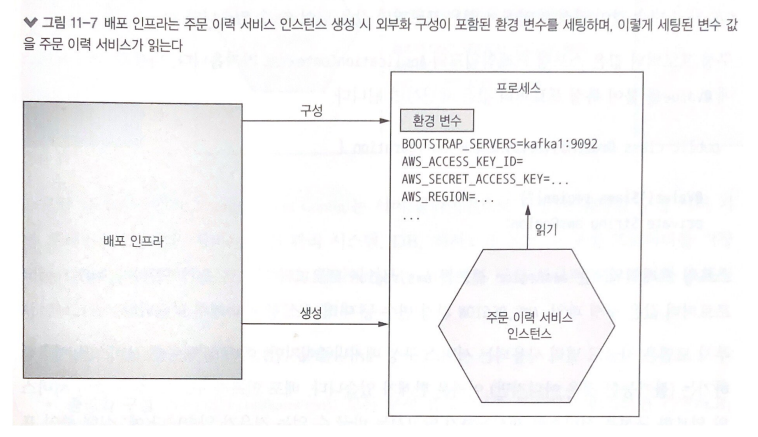 그림 11-7 배포 인프라는 주문 이력 서비스 인스턴스 생성 시 외부화 구성이 포함된 환경 변수를 세팅하며, 이렇게 세팅된 변수 값
을 주문 이력 서비스가 읽는다
프로세스
구성
환경 변수
BOOTSTRAP_SERVERS=kafka1:9092
AWS_ACCESS_KEY_ID=
AWS_SECRET_ACCESS_KEY=...
AWS_REGION=...
...
읽기
배포 인프라
생성
주문 이력 서비스
인스턴스